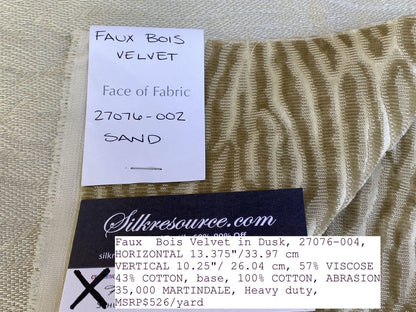 FAUX BOIS
VELVET
Face of Fabric
27076-002
SAND
Silkresource.com
Faux Bois Velvet in Dusk, 27076-004,
HORIZONTAL 13.375"/33.97 cm
VERTICAL 10.25"/ 26.04 cm, 57% VISCOSE
43% COTTON, base, 100% COTTON, ABRASION
35,000 MARTINDALE, Heavy duty,
MSRP$526/yard